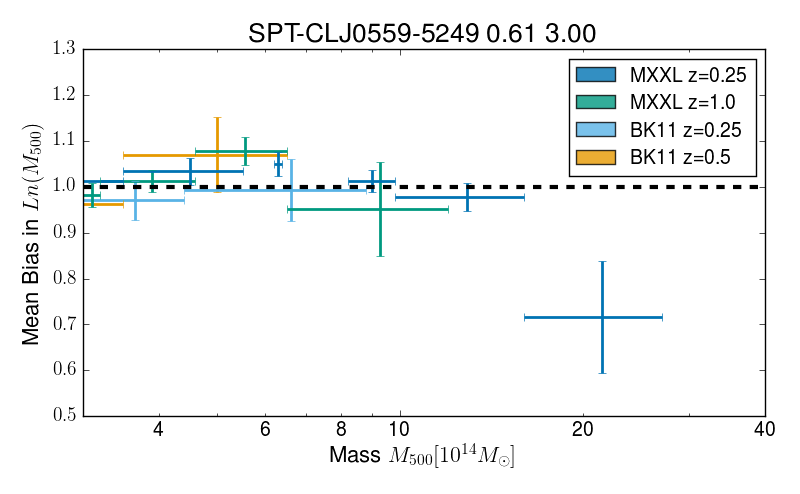 SPT-CLJ0559-5249 0.61 3.00
1.3
1.2
1.1
1.0
0.9
0.8
0.7
0.6
0.5
Mean Bias in Ln(M500)
MXXL z=0.25
MXXL z=1.0
BK11 z=0.25
BK11 z=0.5
4 6 8 10 20 40
Mass M500[10^14 M⊙]